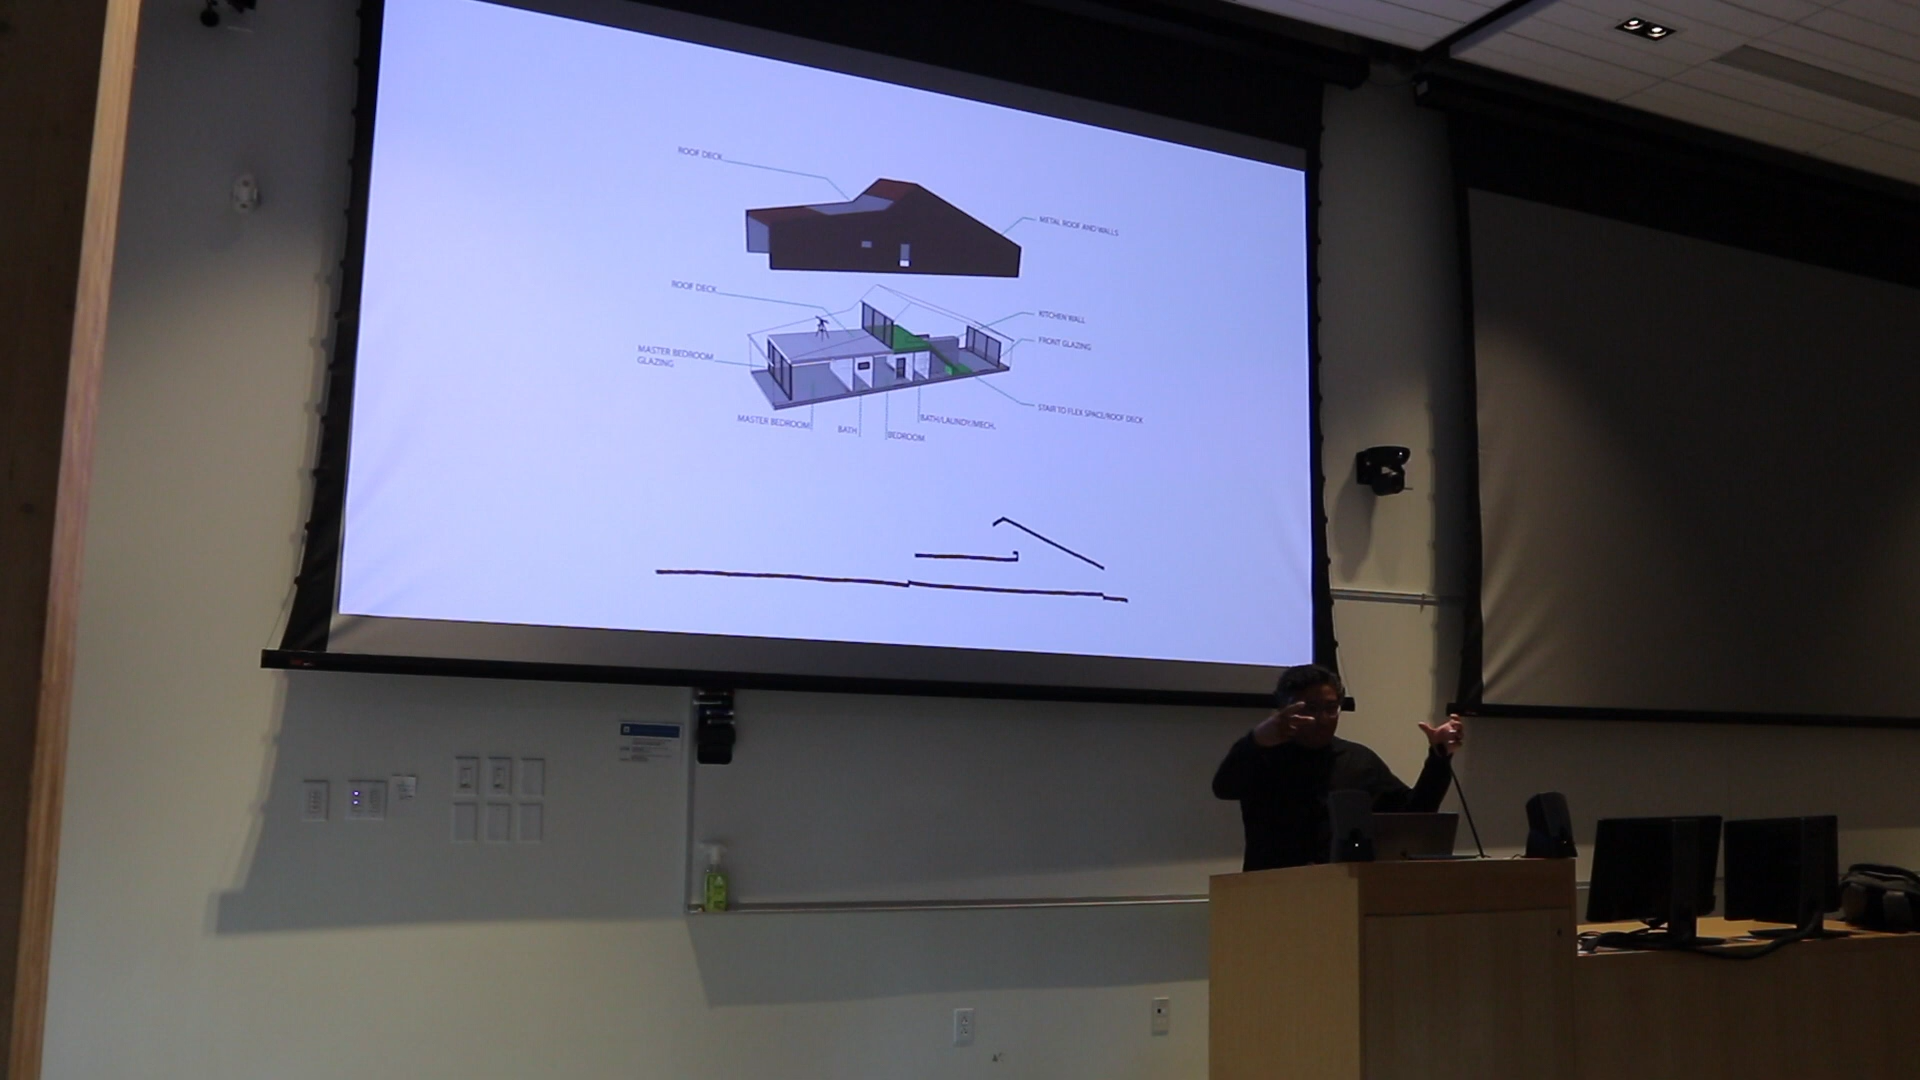 ROOF DECK
METAL ROOF AND WALLS
ROOF DECK
KITCHEN WALL
FRONT GLAZING
MASTER BEDROOM
GLAZING
STAIR TO FLEX SPACE/ROOF DECK
MASTER BEDROOM
BATH
BEDROOM
BATH/LAUNDY/MECH.